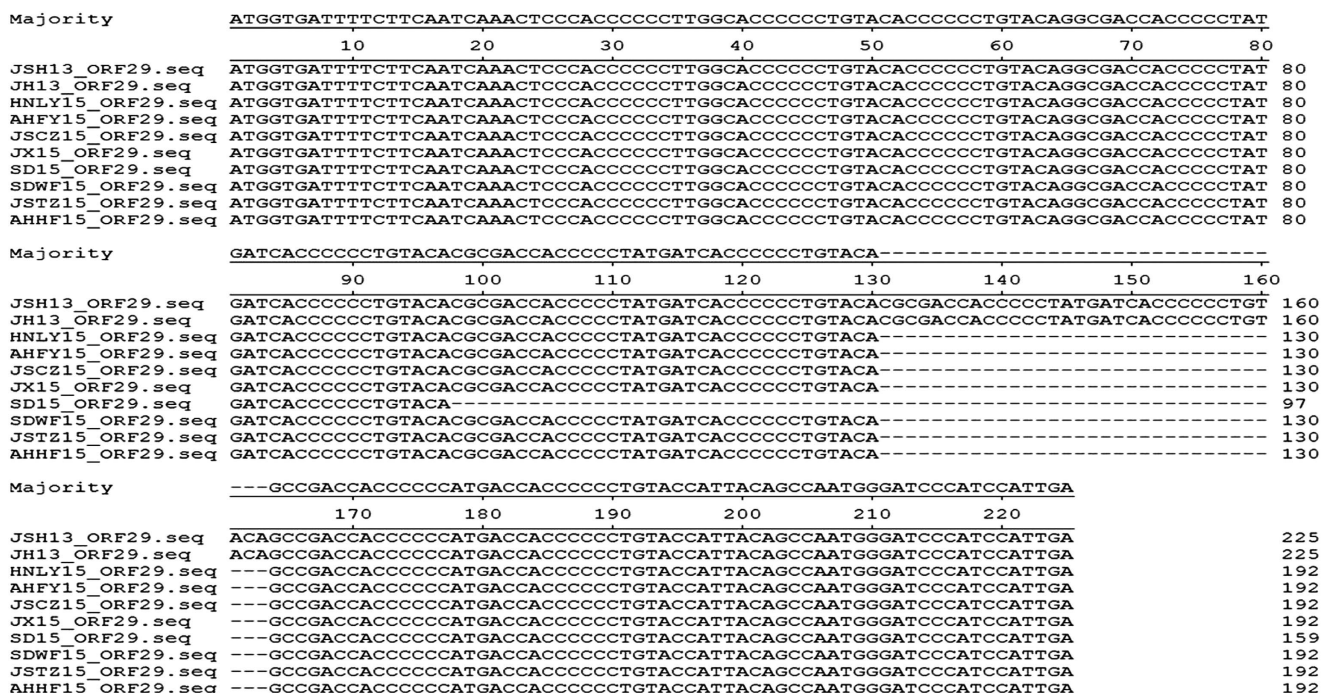 Majority ATGGTGATTTTCTTCAATCAAACTCCCACCCCCCTTGGCACCCCCCTGTACACCCCCCTGTACAGGCGACCACCCCCTAT
10 20 30 40 50 60 70 80
JSH13_ORF29.seq ATGGTGATTTTCTTCAATCAAACTCCCACCCCCCTTGGCACCCCCCTGTACACCCCCCTGTACAGGCGACCACCCCCTAT 80
JH13_ORF29.seq ATGGTGATTTTCTTCAATCAAACTCCCACCCCCCTTGGCACCCCCCTGTACACCCCCCTGTACAGGCGACCACCCCCTAT 80
HNLY15_ORF29.seq ATGGTGATTTTCTTCAATCAAACTCCCACCCCCCTTGGCACCCCCCTGTACACCCCCCTGTACAGGCGACCACCCCCTAT 80
AHFY15_ORF29.seq ATGGTGATTTTCTTCAATCAAACTCCCACCCCCCTTGGCACCCCCCTGTACACCCCCCTGTACAGGCGACCACCCCCTAT 80
JSCZ15_ORF29.seq ATGGTGATTTTCTTCAATCAAACTCCCACCCCCCTTGGCACCCCCCTGTACACCCCCCTGTACAGGCGACCACCCCCTAT 80
JX15_ORF29.seq ATGGTGATTTTCTTCAATCAAACTCCCACCCCCCTTGGCACCCCCCTGTACACCCCCCTGTACAGGCGACCACCCCCTAT 80
SD15_ORF29.seq ATGGTGATTTTCTTCAATCAAACTCCCACCCCCCTTGGCACCCCCCTGTACACCCCCCTGTACAGGCGACCACCCCCTAT 80
SDWF15_ORF29.seq ATGGTGATTTTCTTCAATCAAACTCCCACCCCCCTTGGCACCCCCCTGTACACCCCCCTGTACAGGCGACCACCCCCTAT 80
JSTZ15_ORF29.seq ATGGTGATTTTCTTCAATCAAACTCCCACCCCCCTTGGCACCCCCCTGTACACCCCCCTGTACAGGCGACCACCCCCTAT 80
AHHF15_ORF29.seq ATGGTGATTTTCTTCAATCAAACTCCCACCCCCCTTGGCACCCCCCTGTACACCCCCCTGTACAGGCGACCACCCCCTAT 80
Majority GATCACCCCCCTGTACACGCGACCACCCCCTATGATCACCCCCCTGTACA------------------------------
90 100 110 120 130 140 150 160
JSH13_ORF29.seq GATCACCCCCCTGTACACGCGACCACCCCCTATGATCACCCCCCTGTACACGCGACCACCCCCTATGATCACCCCCCTGT 160
JH13_ORF29.seq GATCACCCCCCTGTACACGCGACCACCCCCTATGATCACCCCCCTGTACACGCGACCACCCCCTATGATCACCCCCCTGT 160
HNLY15_ORF29.seq GATCACCCCCCTGTACACGCGACCACCCCCTATGATCACCCCCCTGTACA------------------------------ 130
AHFY15_ORF29.seq GATCACCCCCCTGTACACGCGACCACCCCCTATGATCACCCCCCTGTACA------------------------------ 130
JSCZ15_ORF29.seq GATCACCCCCCTGTACACGCGACCACCCCCTATGATCACCCCCCTGTACA------------------------------ 130
JX15_ORF29.seq GATCACCCCCCTGTACACGCGACCACCCCCTATGATCACCCCCCTGTACA------------------------------ 130
SD15_ORF29.seq GATCACCCCCCTGTACA--------------------------------------------------------------- 97
SDWF15_ORF29.seq GATCACCCCCCTGTACACGCGACCACCCCCTATGATCACCCCCCTGTACA------------------------------ 130
JSTZ15_ORF29.seq GATCACCCCCCTGTACACGCGACCACCCCCTATGATCACCCCCCTGTACA------------------------------ 130
AHHF15_ORF29.seq GATCACCCCCCTGTACACGCGACCACCCCCTATGATCACCCCCCTGTACA------------------------------ 130
Majority ---GCCGACCACCCCCCATGACCACCCCCCTGTACCATTACAGCCAATGGGATCCCATCCATTGA
170 180 190 200 210 220
JSH13_ORF29.seq ACAGCCGACCACCCCCCATGACCACCCCCCTGTACCATTACAGCCAATGGGATCCCATCCATTGA 225
JH13_ORF29.seq ACAGCCGACCACCCCCCATGACCACCCCCCTGTACCATTACAGCCAATGGGATCCCATCCATTGA 225
HNLY15_ORF29.seq ---GCCGACCACCCCCCATGACCACCCCCCTGTACCATTACAGCCAATGGGATCCCATCCATTGA 192
AHFY15_ORF29.seq ---GCCGACCACCCCCCATGACCACCCCCCTGTACCATTACAGCCAATGGGATCCCATCCATTGA 192
JSCZ15_ORF29.seq ---GCCGACCACCCCCCATGACCACCCCCCTGTACCATTACAGCCAATGGGATCCCATCCATTGA 192
JX15_ORF29.seq ---GCCGACCACCCCCCATGACCACCCCCCTGTACCATTACAGCCAATGGGATCCCATCCATTGA 192
SD15_ORF29.seq ---GCCGACCACCCCCCATGACCACCCCCCTGTACCATTACAGCCAATGGGATCCCATCCATTGA 159
SDWF15_ORF29.seq ---GCCGACCACCCCCCATGACCACCCCCCTGTACCATTACAGCCAATGGGATCCCATCCATTGA 192
JSTZ15_ORF29.seq ---GCCGACCACCCCCCATGACCACCCCCCTGTACCATTACAGCCAATGGGATCCCATCCATTGA 192
AHHF15_ORF29.seq ---GCCGACCACCCCCCATGACCACCCCCCTGTACCATTACAGCCAATGGGATCCCATCCATTGA 192